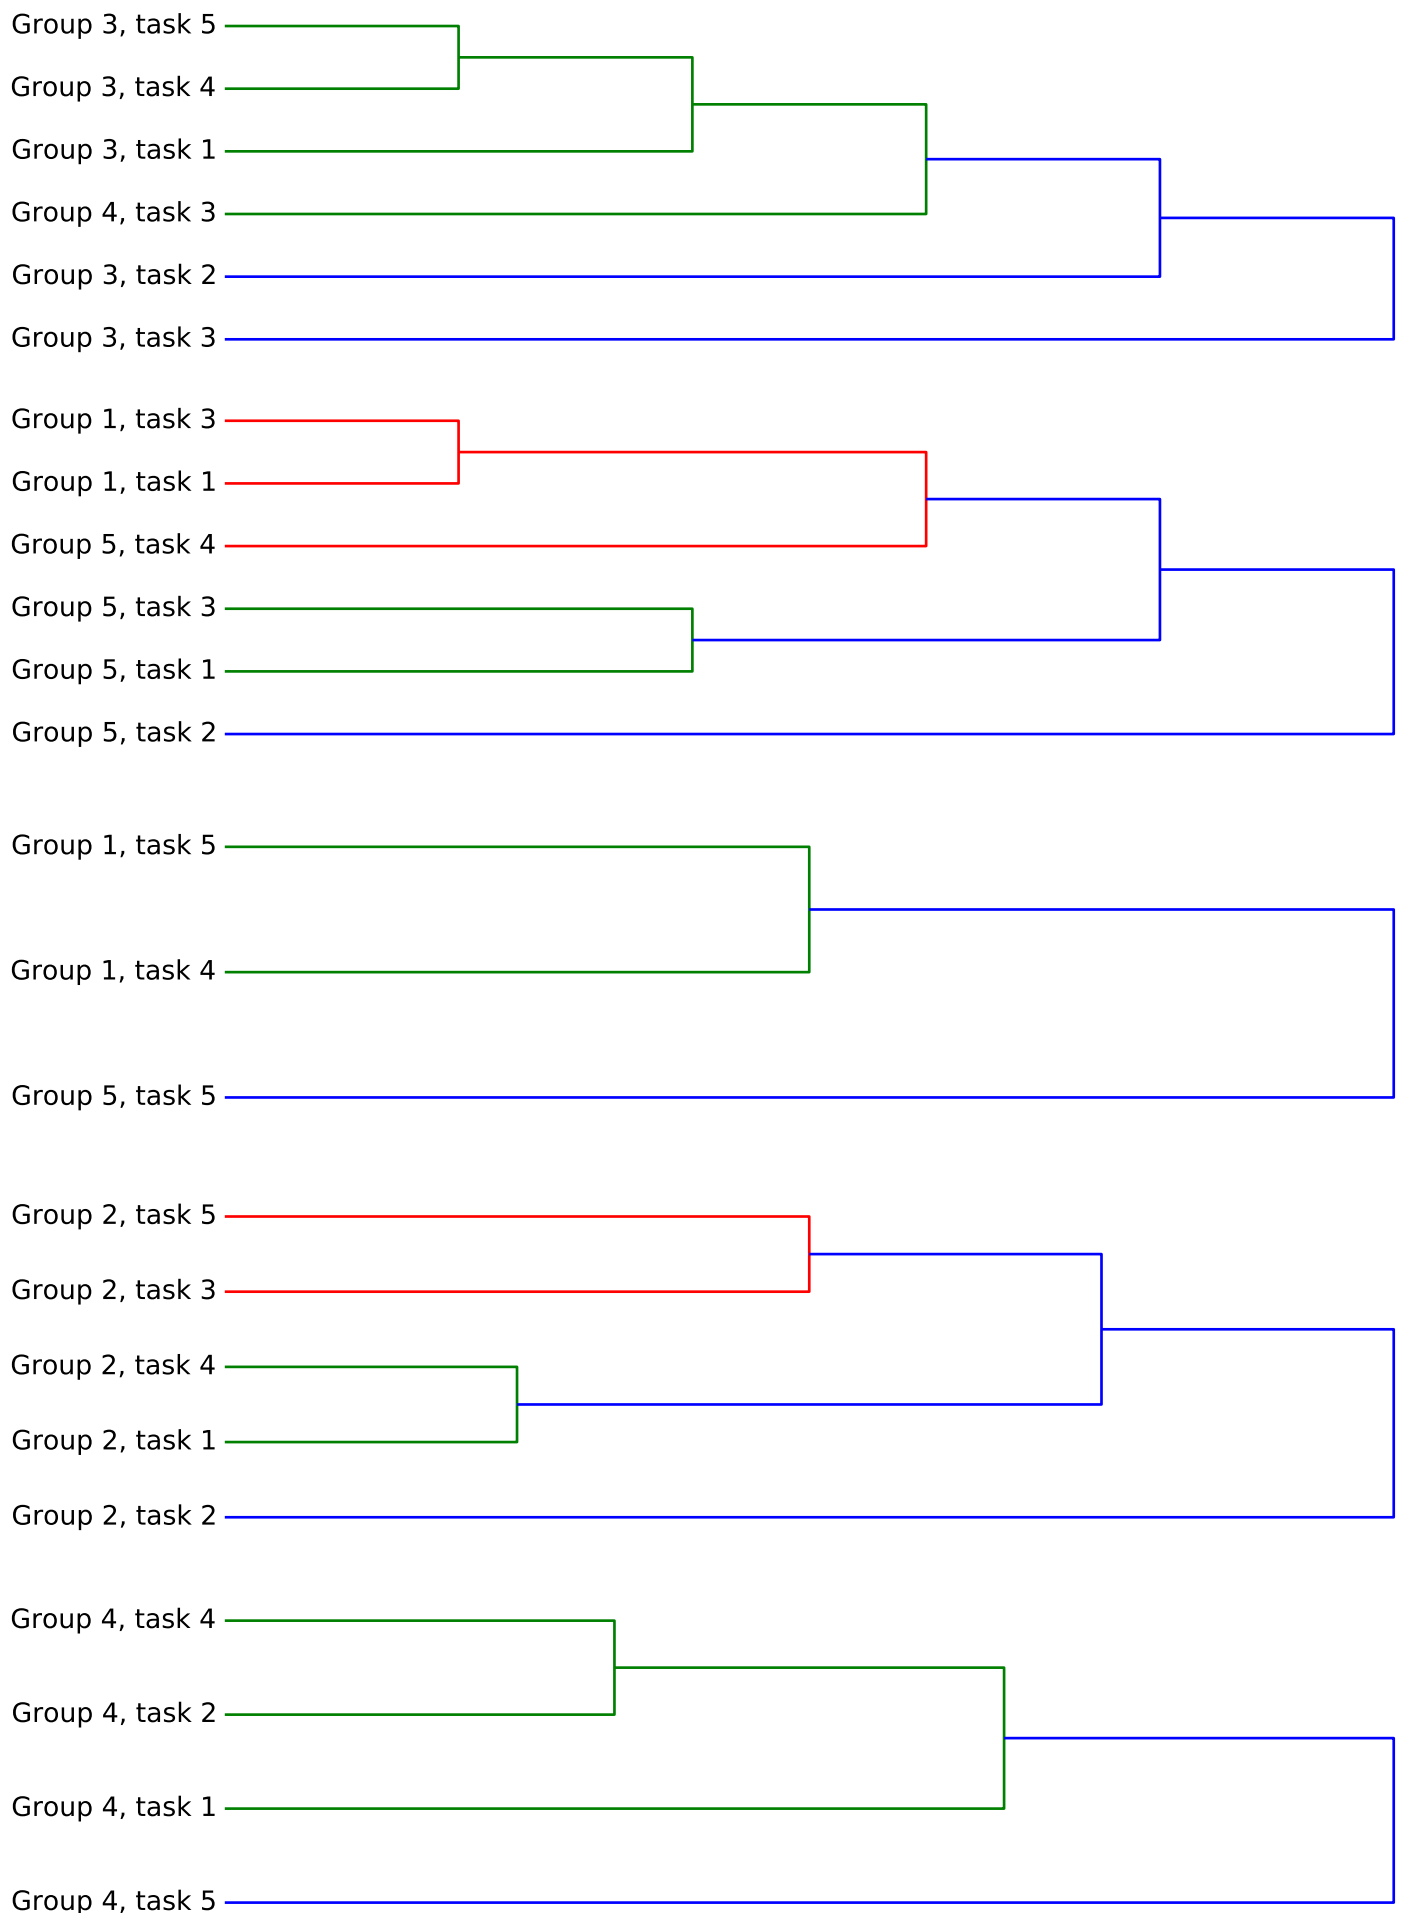 Group 3, task 5
Group 3, task 4
Group 3, task 1
Group 4, task 3
Group 3, task 2
Group 3, task 3
Group 1, task 3
Group 1, task 1
Group 5, task 4
Group 5, task 3
Group 5, task 1
Group 5, task 2
Group 1, task 5
Group 1, task 4
Group 5, task 5
Group 2, task 5
Group 2, task 3
Group 2, task 4
Group 2, task 1
Group 2, task 2
Group 4, task 4
Group 4, task 2
Group 4, task 1
Group 4, task 5